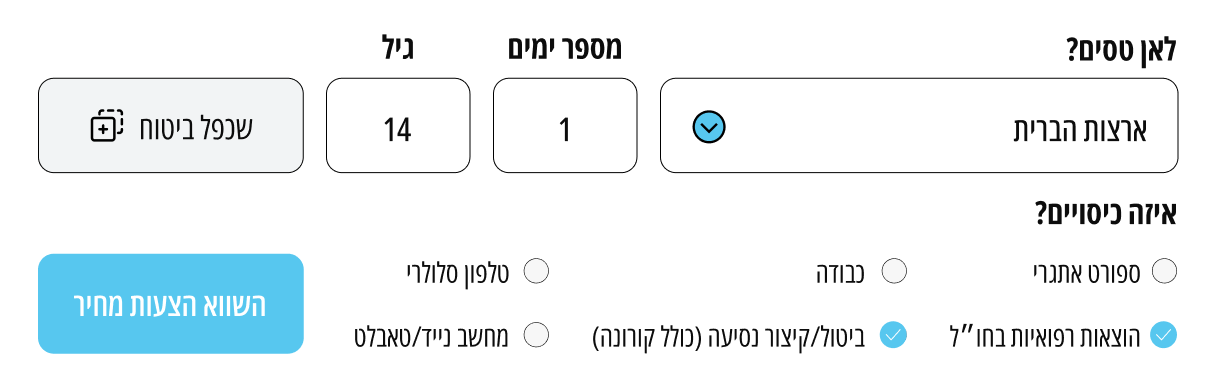 לאן טסים?
מספר ימים
גיל
ארצות הברית
1
14
שכפל ביטוח
איזה כיסויים?
ספורט אתגרי
כבודה
טלפון סלולרי
הוצאות רפואיות בחו״ל
ביטול/קיצור נסיעה (כולל קורונה)
מחשב נייד/טאבלט
השווא הצעות מחיר